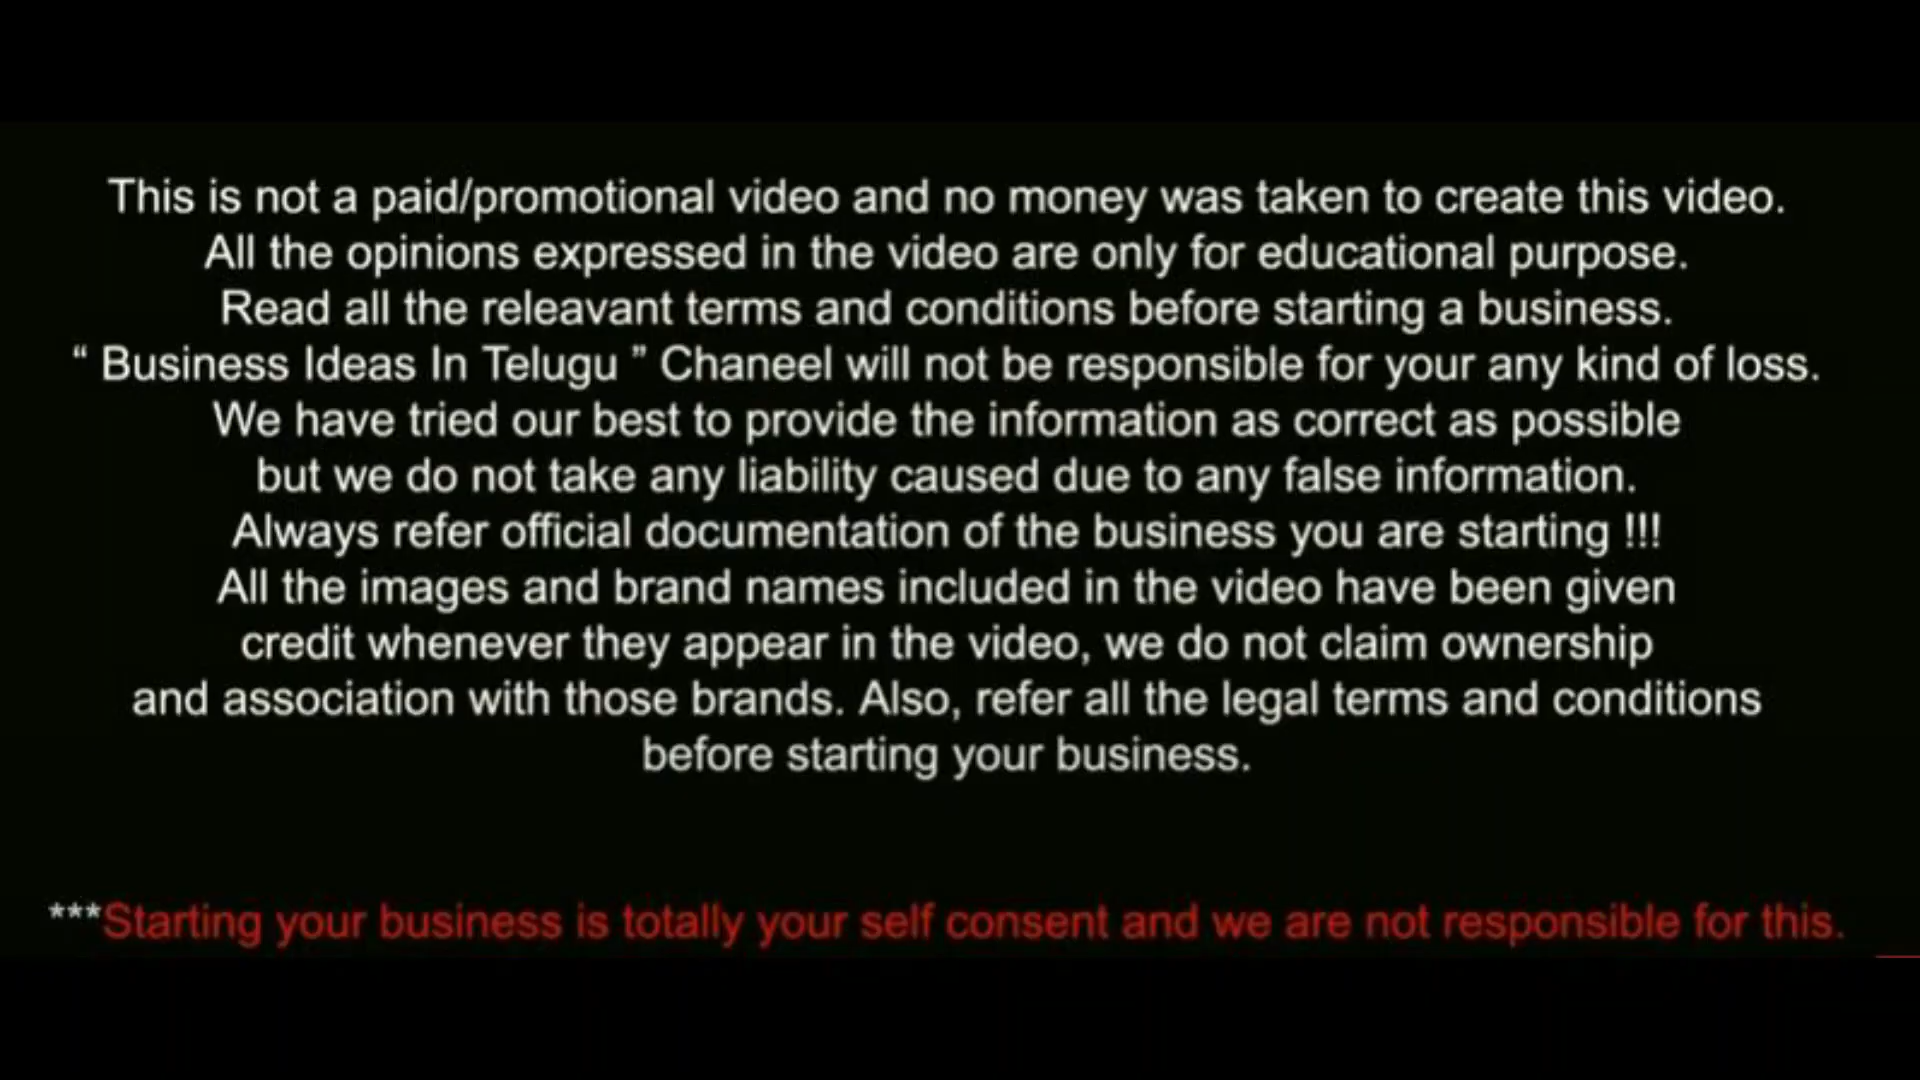 This is not a paid/promotional video and no money was taken to create this video.
All the opinions expressed in the video are only for educational purpose.
Read all the releavant terms and conditions before starting a business.
“ Business Ideas In Telugu ” Chaneel will not be responsible for your any kind of loss.
We have tried our best to provide the information as correct as possible
but we do not take any liability caused due to any false information.
Always refer official documentation of the business you are starting !!!
All the images and brand names included in the video have been given
credit whenever they appear in the video, we do not claim ownership
and association with those brands. Also, refer all the legal terms and conditions
before starting your business.
***Starting your business is totally your self consent and we are not responsible for this.